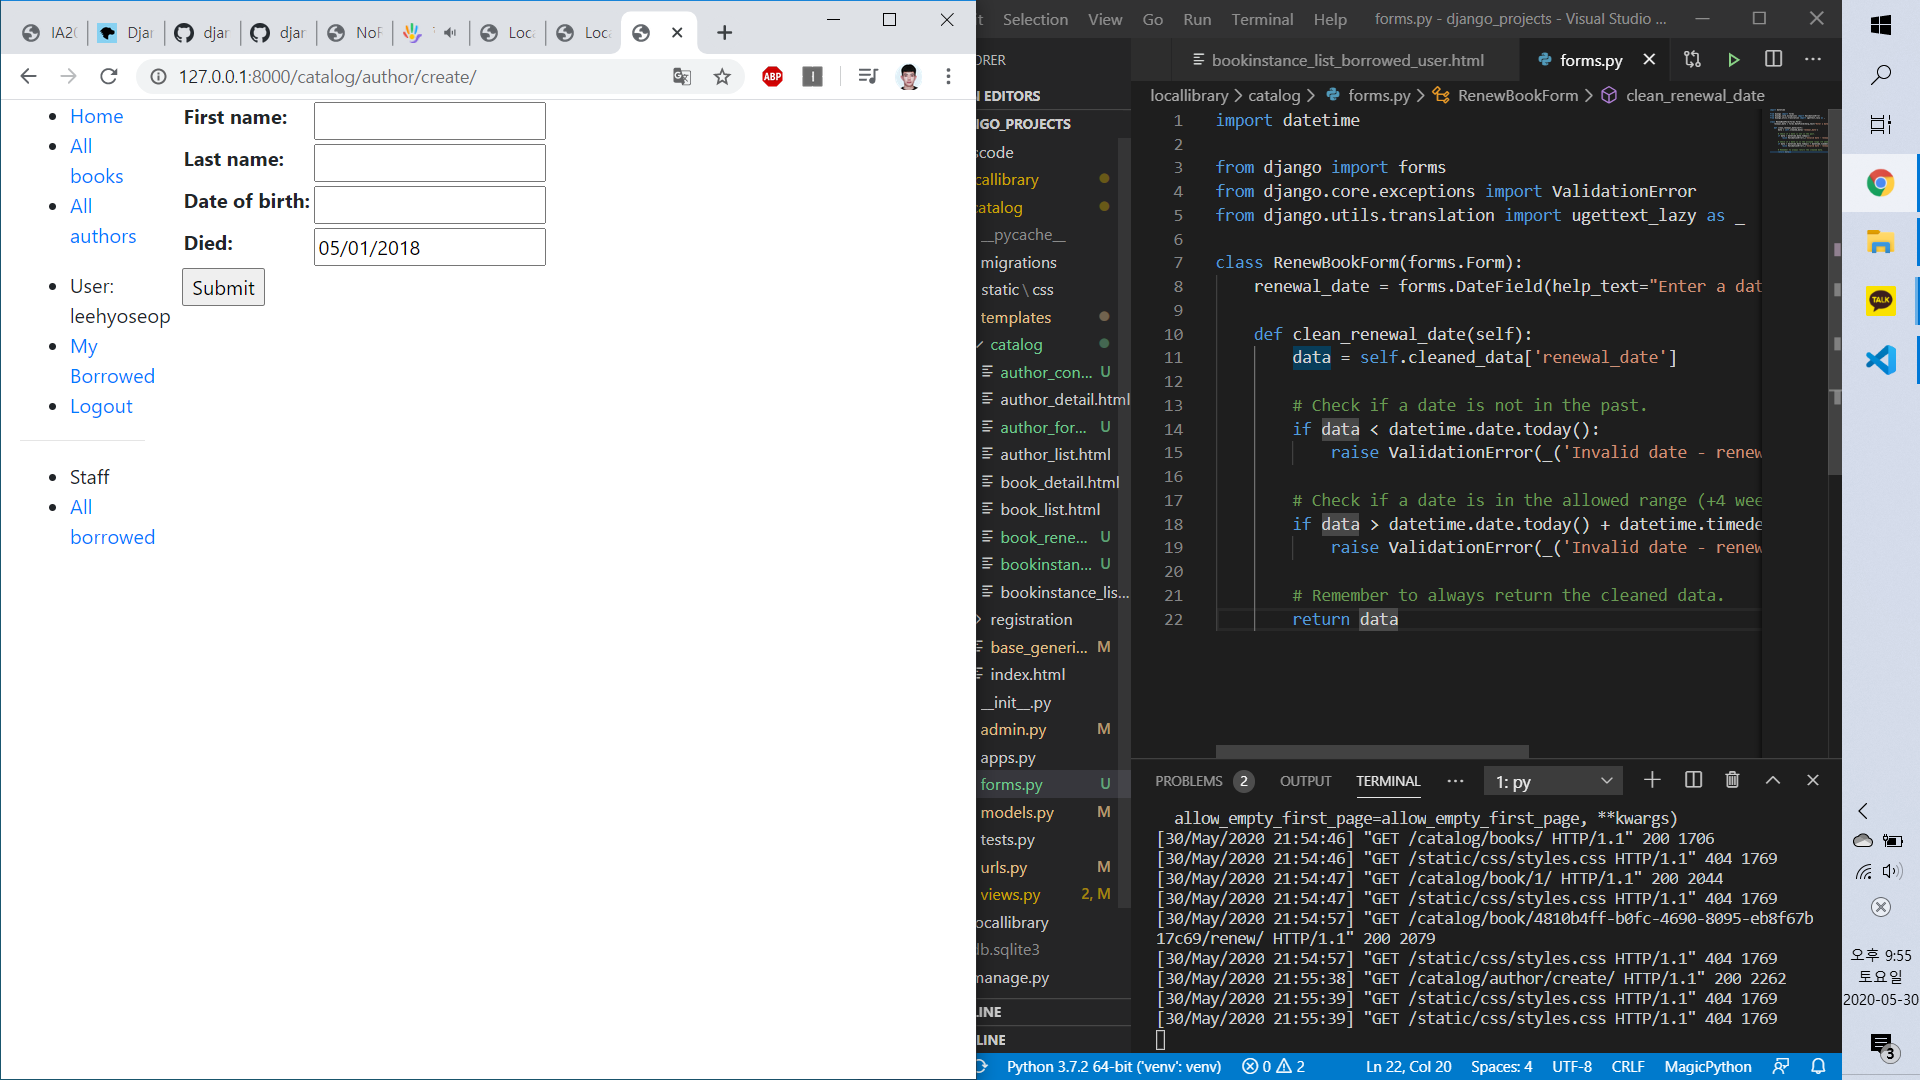 IA2(
Djar
djar
djar
NoF
Loca
Loca
127.0.0.1:8000/catalog/author/create/
ABP
Home
All
books
All
authors
User:
leehyoseop
My
Borrowed
Logout
Staff
All
borrowed
First name:
Last name:
Date of birth:
Died:
05/01/2018
Submit
t Selection View Go Run Terminal Help forms.py - django_projects - Visual Studio ...
ORER
N EDITORS
NGO_PROJECTS
scode
callibrary
catalog
__pycache__
migrations
static \ css
templates
catalog
author_con... U
author_detail.html
author_for... U
author_list.html
book_detail.html
book_list.html
book_rene... U
bookinstan... U
bookinstance_lis...
registration
base_generi... M
index.html
__init__.py
admin.py M
apps.py
forms.py U
models.py M
tests.py
urls.py M
views.py 2, M
ocallibrary
db.sqlite3
manage.py
LINE
LINE
bookinstance_list_borrowed_user.html forms.py
locallibrary > catalog > forms.py > RenewBookForm > clean_renewal_date
1 import datetime
2
3 from django import forms
4 from django.core.exceptions import ValidationError
5 from django.utils.translation import ugettext_lazy as _
6
7 class RenewBookForm(forms.Form):
8 renewal_date = forms.DateField(help_text="Enter a dat
9
10 def clean_renewal_date(self):
11 data = self.cleaned_data['renewal_date']
12
13 # Check if a date is not in the past.
14 if data < datetime.date.today():
15 raise ValidationError(_('Invalid date - renew
16
17 # Check if a date is in the allowed range (+4 wee
18 if data > datetime.date.today() + datetime.timede
19 raise ValidationError(_('Invalid date - renew
20
21 # Remember to always return the cleaned data.
22 return data
PROBLEMS 2 OUTPUT TERMINAL ... 1: py
allow_empty_first_page=allow_empty_first_page, **kwargs)
[30/May/2020 21:54:46] "GET /catalog/books/ HTTP/1.1" 200 1706
[30/May/2020 21:54:46] "GET /static/css/styles.css HTTP/1.1" 404 1769
[30/May/2020 21:54:47] "GET /catalog/book/1/ HTTP/1.1" 200 2044
[30/May/2020 21:54:47] "GET /static/css/styles.css HTTP/1.1" 404 1769
[30/May/2020 21:54:57] "GET /catalog/book/4810b4ff-b0fc-4690-8095-eb8f67b
17c69/renew/ HTTP/1.1" 200 2079
[30/May/2020 21:54:57] "GET /static/css/styles.css HTTP/1.1" 404 1769
[30/May/2020 21:55:38] "GET /catalog/author/create/ HTTP/1.1" 200 2262
[30/May/2020 21:55:39] "GET /static/css/styles.css HTTP/1.1" 404 1769
[30/May/2020 21:55:39] "GET /static/css/styles.css HTTP/1.1" 404 1769
Python 3.7.2 64-bit ('venv': venv) 0 2 Ln 22, Col 20 Spaces: 4 UTF-8 CRLF MagicPython
TALK
오후 9:55
토요일
2020-05-30
3